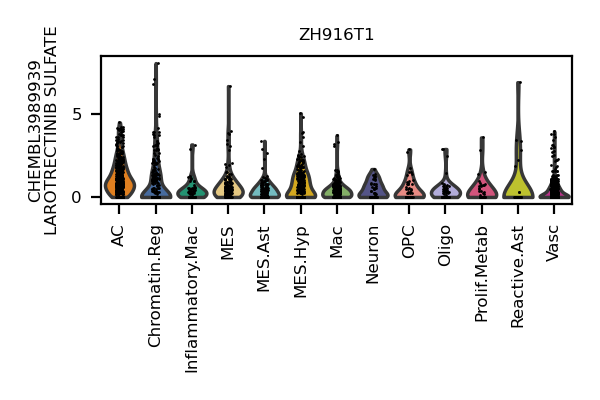 ZH916T1
CHEMBL3989939
LAROTRECTINIB SULFATE
5
0
AC
Chromatin.Reg
Inflammatory.Mac
MES
MES.Ast
MES.Hyp
Mac
Neuron
OPC
Oligo
Prolif.Metab
Reactive.Ast
Vasc